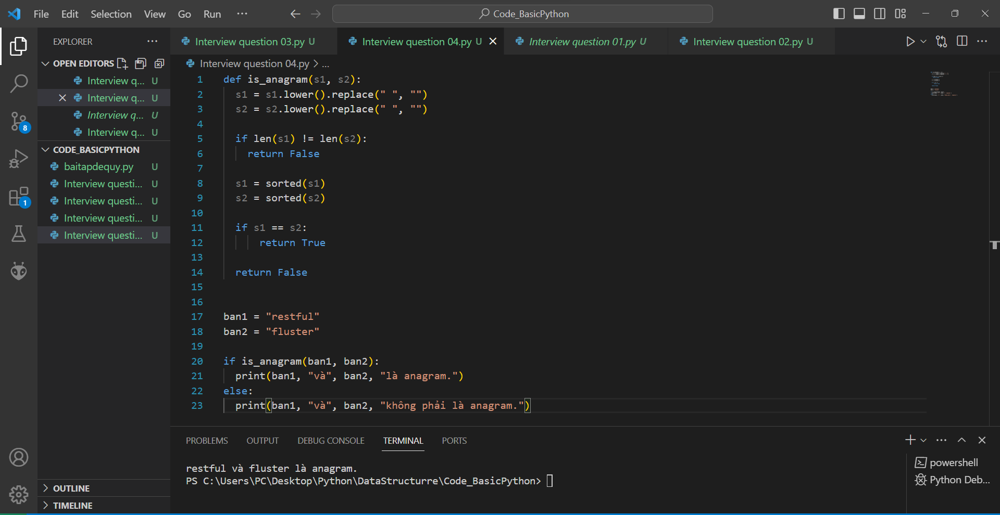 File Edit Selection View Go Run ···
Code_BasicPython
EXPLORER
OPEN EDITORS
Interview q... U
Interview q... U
Interview q... U
Interview q... U
CODE_BASICPYTHON
baitapdequy.py U
Interview questi... U
Interview questi... U
Interview questi... U
Interview questi... U
8
1
OUTLINE
TIMELINE
Interview question 03.py U
Interview question 04.py U
Interview question 01.py U
Interview question 02.py U
Interview question 04.py > ...
1 def is_anagram(s1, s2):
2 s1 = s1.lower().replace(" ", "")
3 s2 = s2.lower().replace(" ", "")
4
5 if len(s1) != len(s2):
6 return False
7
8 s1 = sorted(s1)
9 s2 = sorted(s2)
10
11 if s1 == s2:
12 return True
13
14 return False
15
16
17 ban1 = "restful"
18 ban2 = "fluster"
19
20 if is_anagram(ban1, ban2):
21 print(ban1, "và", ban2, "là anagram.")
22 else:
23 print(ban1, "và", ban2, "không phải là anagram.")
PROBLEMS OUTPUT DEBUG CONSOLE TERMINAL PORTS
restful và fluster là anagram.
PS C:\Users\PC\Desktop\Python\DataStructurre\Code_BasicPython>
powershell
Python Deb...